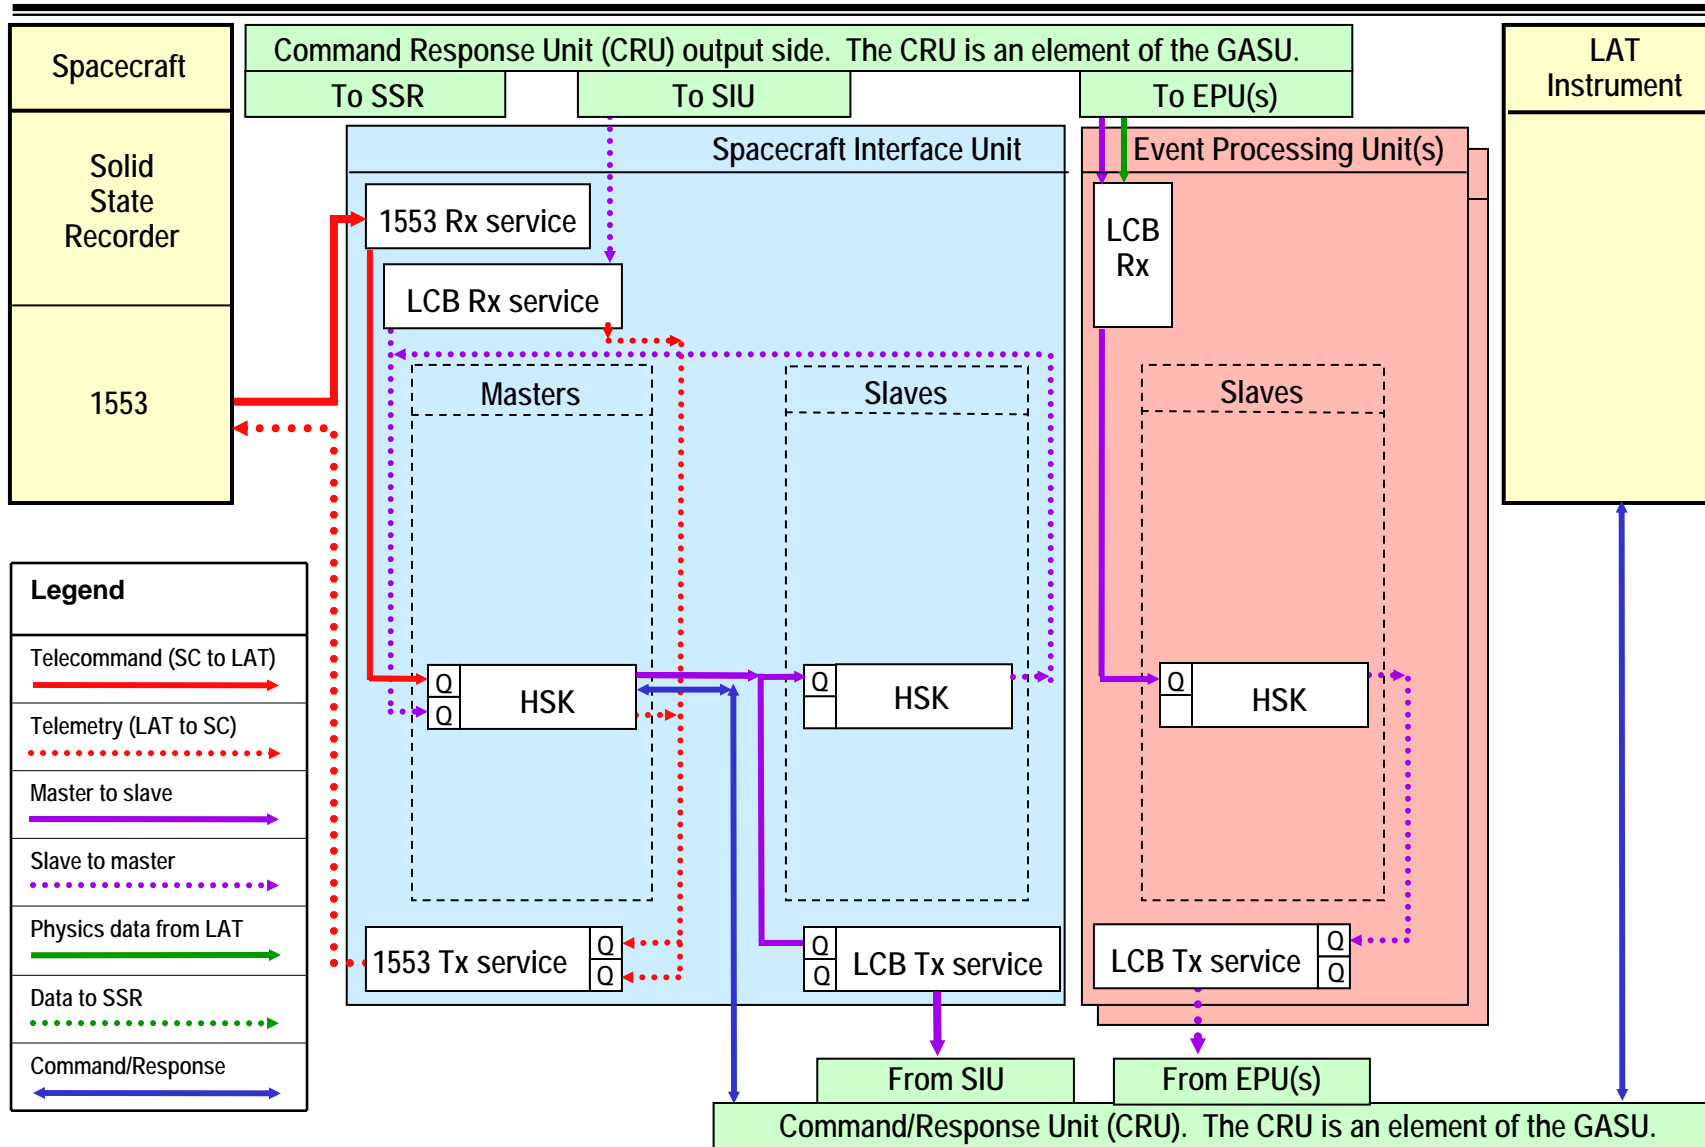 Command Response Unit (CRU) output side. The CRU is an element of the GASU.
To SSR
To SIU
To EPU(s)
Spacecraft
Solid
State
Recorder
1553
LAT
Instrument
Spacecraft Interface Unit
1553 Rx service
LCB Rx service
Masters
Slaves
Q
Q
HSK
Q
HSK
1553 Tx service
Q
Q
Q
Q
LCB Tx service
Event Processing Unit(s)
LCB
Rx
Slaves
Q
HSK
LCB Tx service
Q
Q
Legend
Telecommand (SC to LAT)
Telemetry (LAT to SC)
Master to slave
Slave to master
Physics data from LAT
Data to SSR
Command/Response
From SIU
From EPU(s)
Command/Response Unit (CRU). The CRU is an element of the GASU.